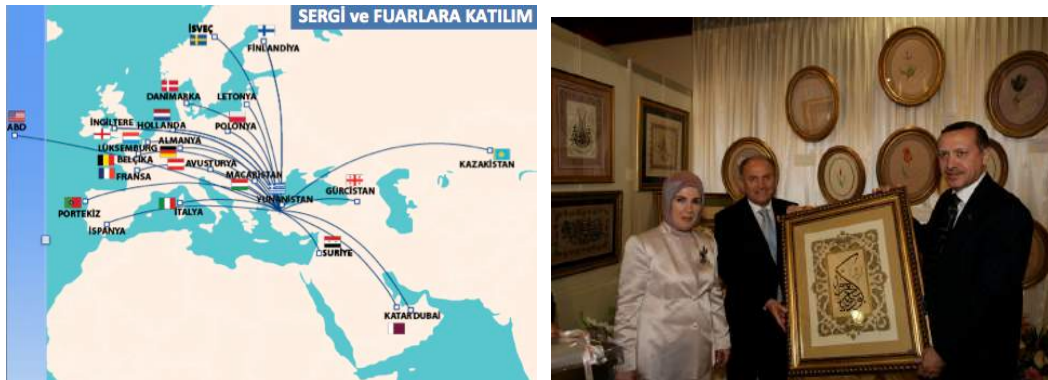 SERGİ ve FUARLARA KATILIM
İSVEÇ
FİNLANDİYA
DANİMARKA
LETONYA
İNGİLTERE
HOLLANDA
POLONYA
ABD
ALMANYA
LÜKSEMBURG
BELÇİKA
AVUSTURYA
KAZAKİSTAN
FRANSA
MACARİSTAN
GÜRCİSTAN
YUNANİSTAN
PORTEKİZ
İTALYA
İSPANYA
SURİYE
KATAR
DUBAİ